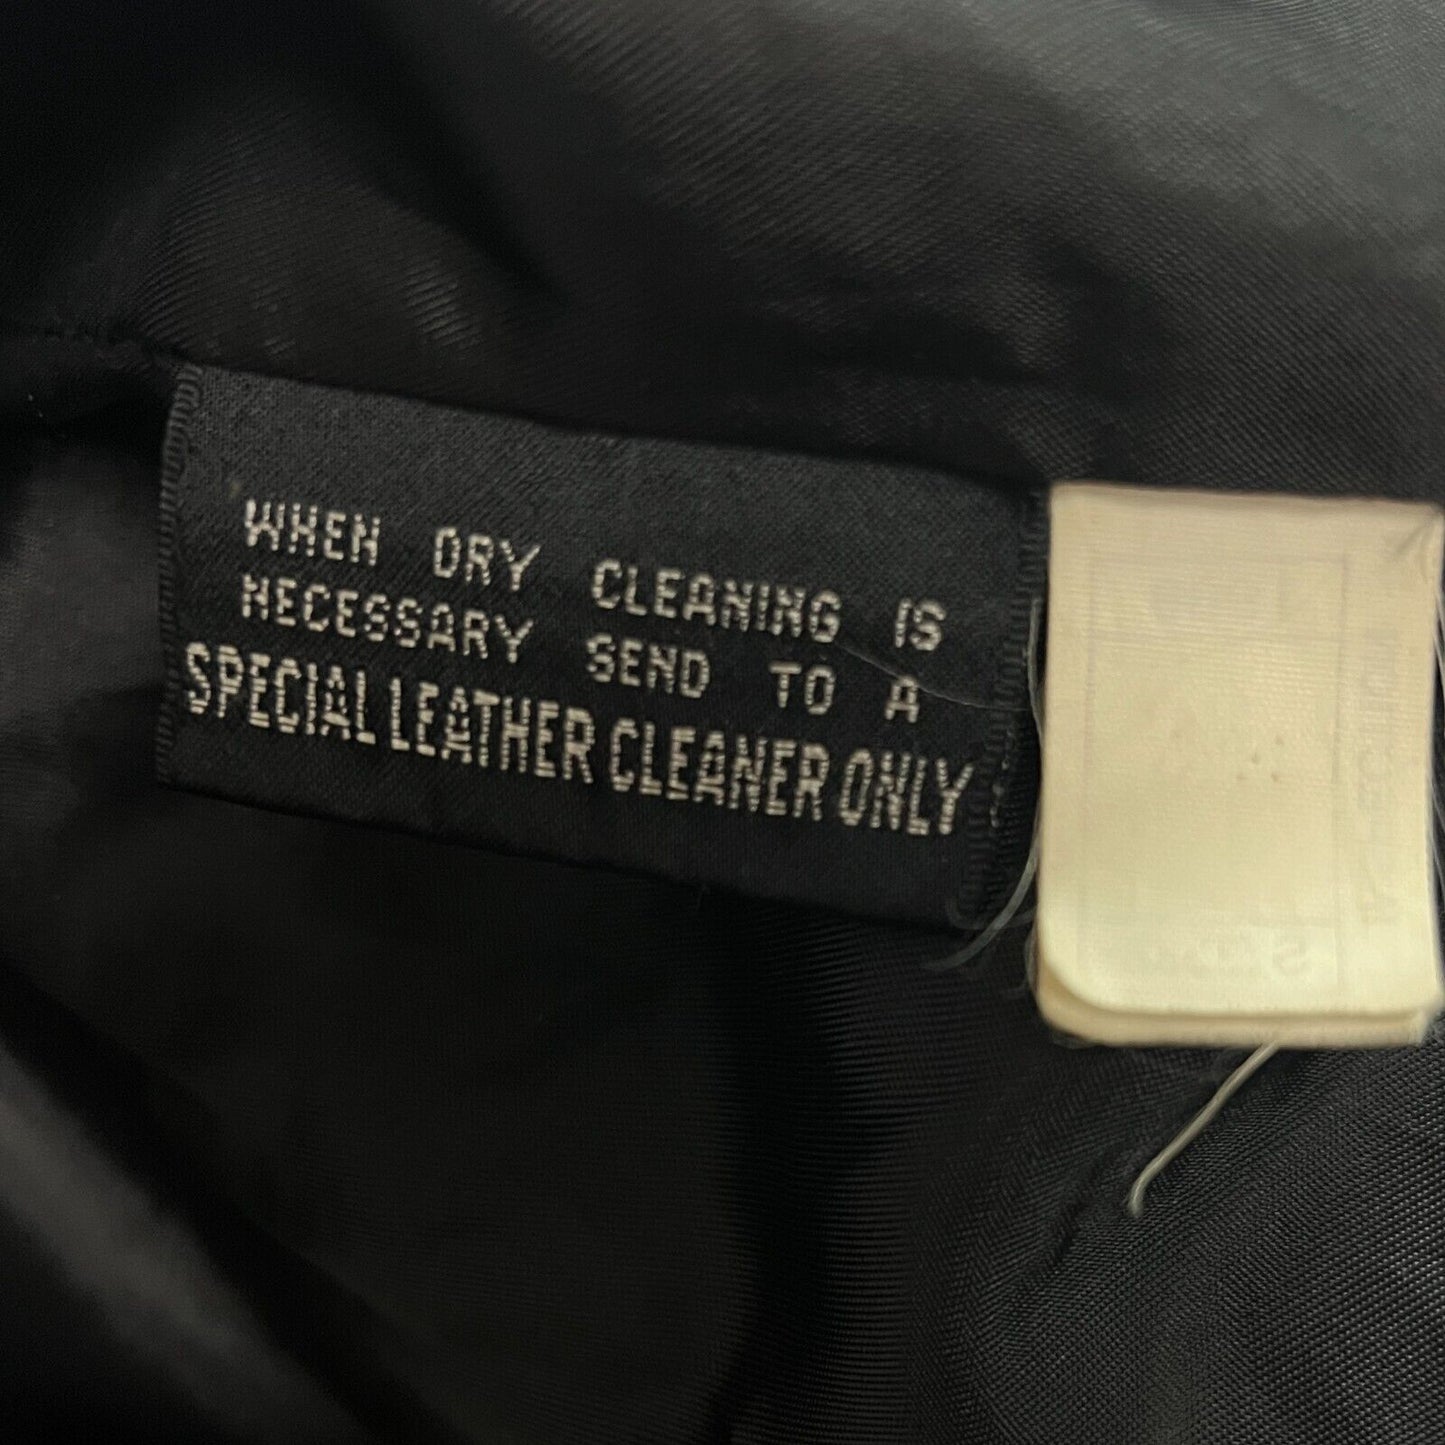 WHEN DRY CLEANING IS
NECESSARY SEND TO A
SPECIAL LEATHER CLEANER ONLY